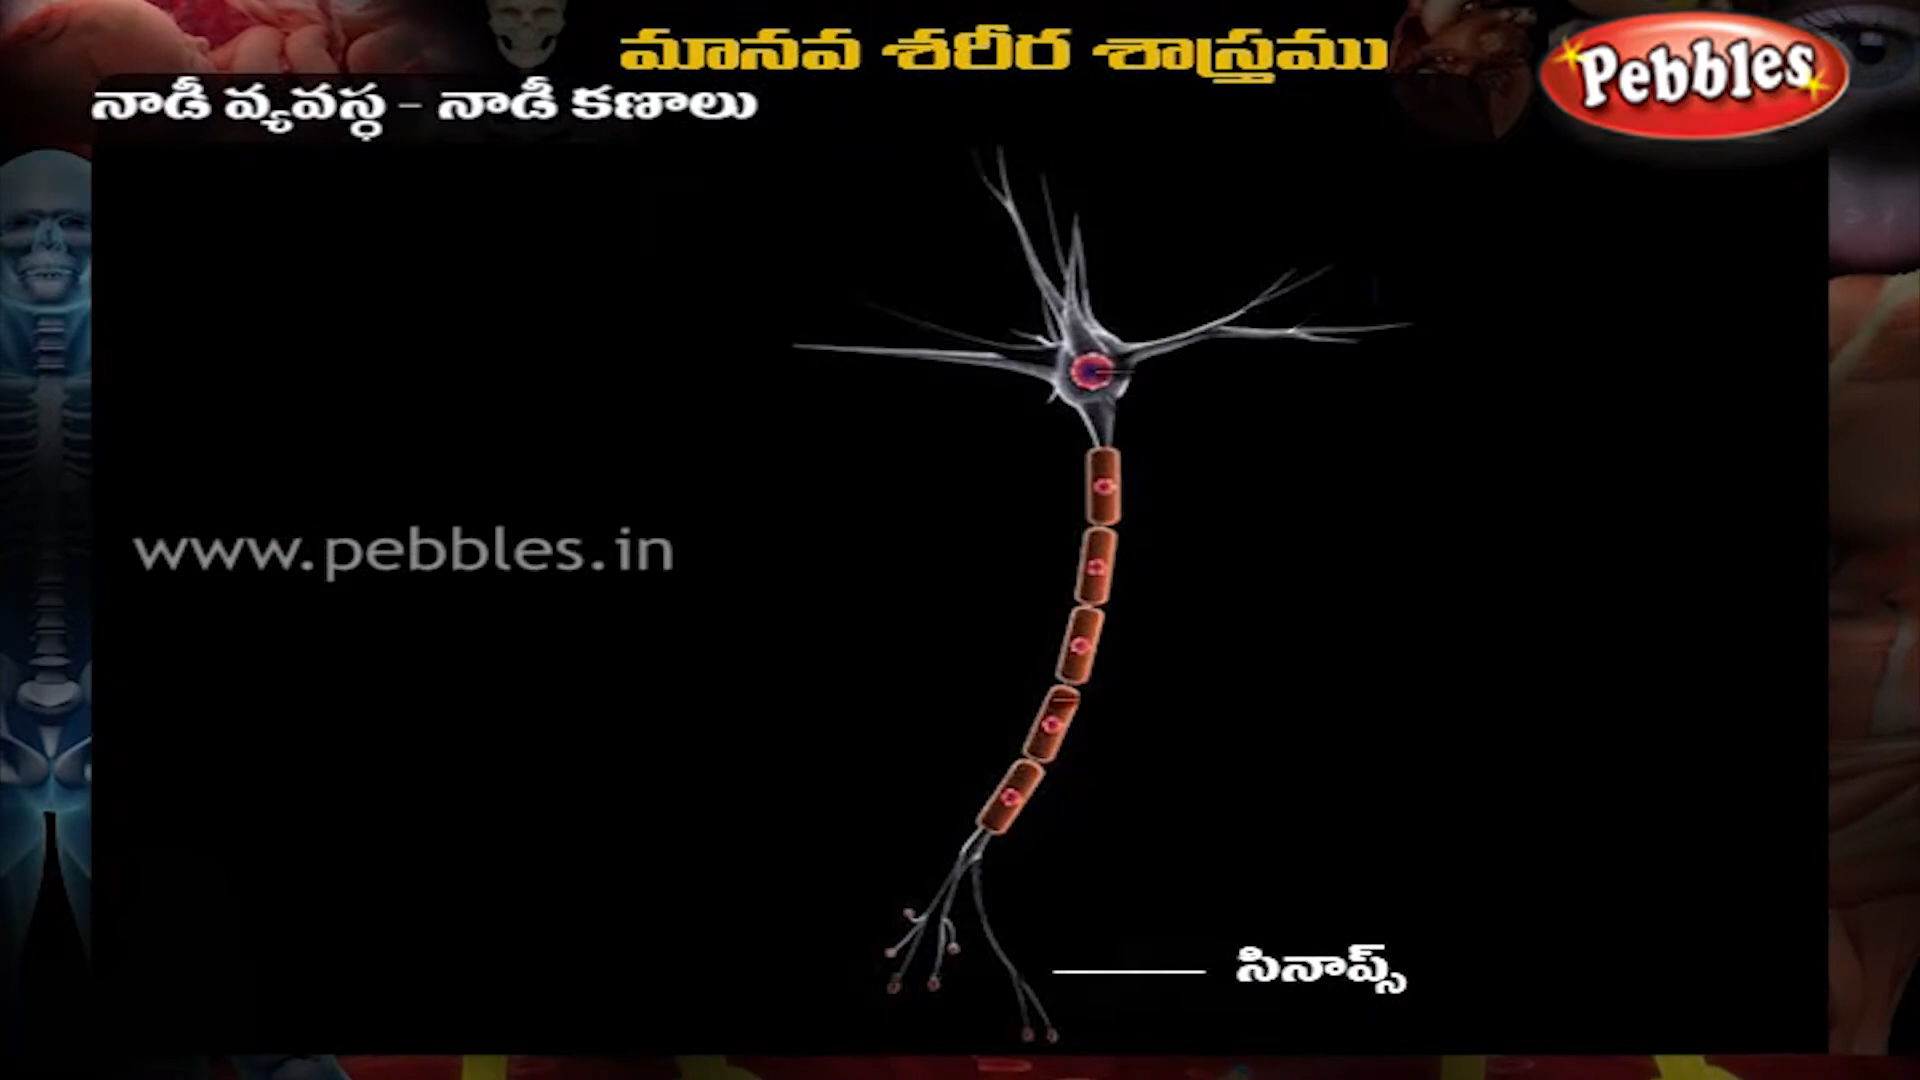 మానవ శరీర శాస్త్రము
Pebbles
నాడీ వ్యవస్థ - నాడీ కణాలు
www.pebbles.in
సినాప్స్